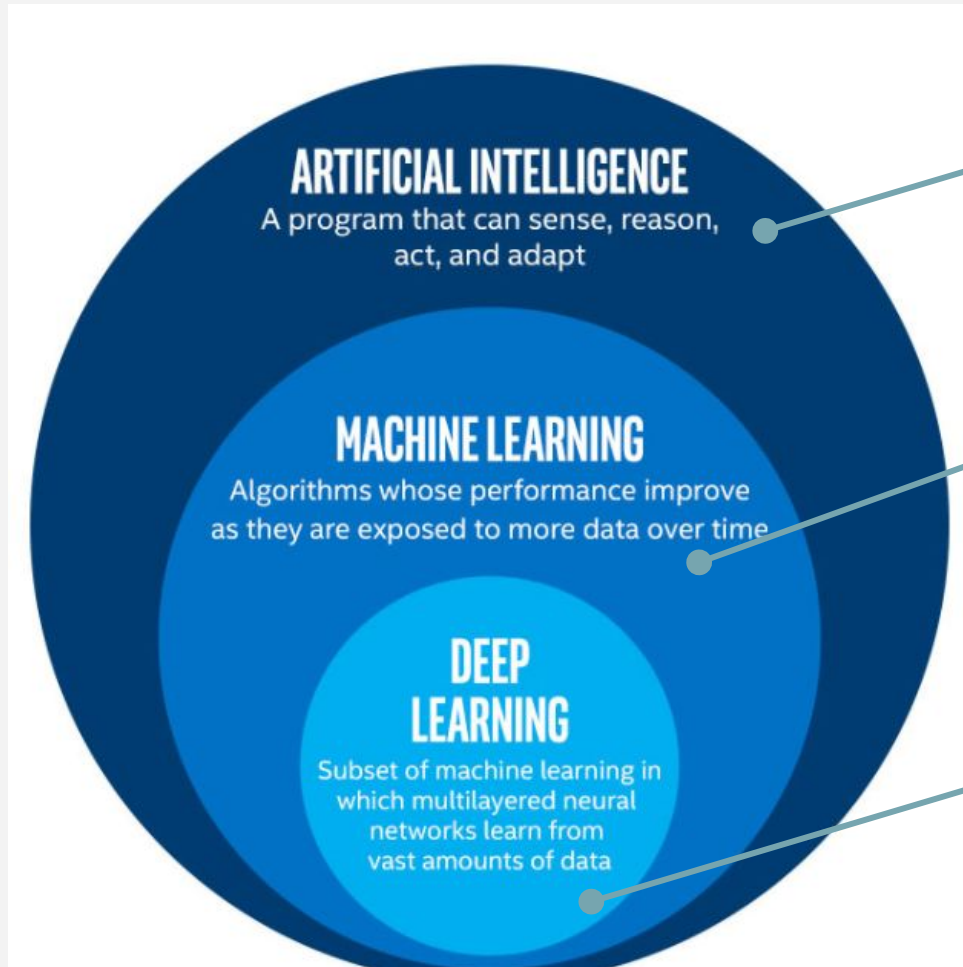 ARTIFICIAL INTELLIGENCE
A program that can sense, reason,
act, and adapt
MACHINE LEARNING
Algorithms whose performance improve
as they are exposed to more data over time
DEEP
LEARNING
Subset of machine learning in
which multilayered neural
networks learn from
vast amounts of data